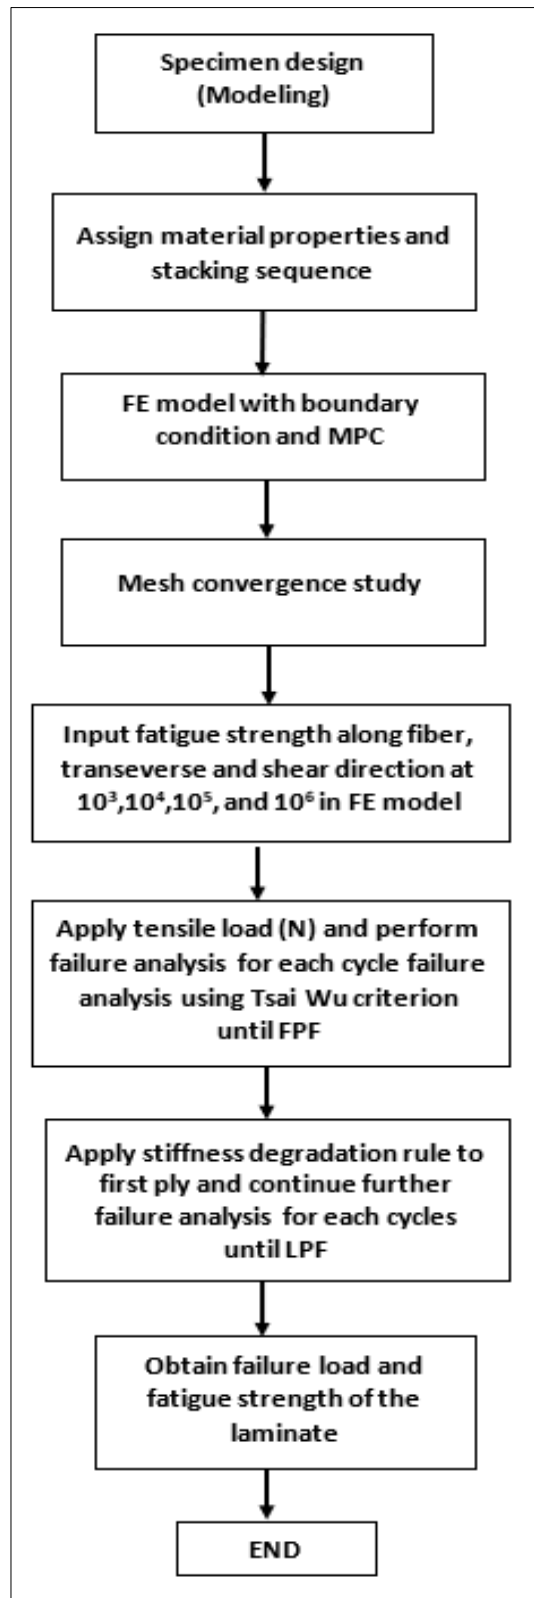 Specimen design
(Modeling)
Assign material properties and
stacking sequence
FE model with boundary
condition and MPC
Mesh convergence study
Input fatigue strength along fiber,
transeverse and shear direction at
10³,10⁴,10⁵, and 10⁶ in FE model
Apply tensile load (N) and perform
failure analysis for each cycle failure
analysis using Tsai Wu criterion
until FPF
Apply stiffness degradation rule to
first ply and continue further
failure analysis for each cycles
until LPF
Obtain failure load and
fatigue strength of the
laminate
END